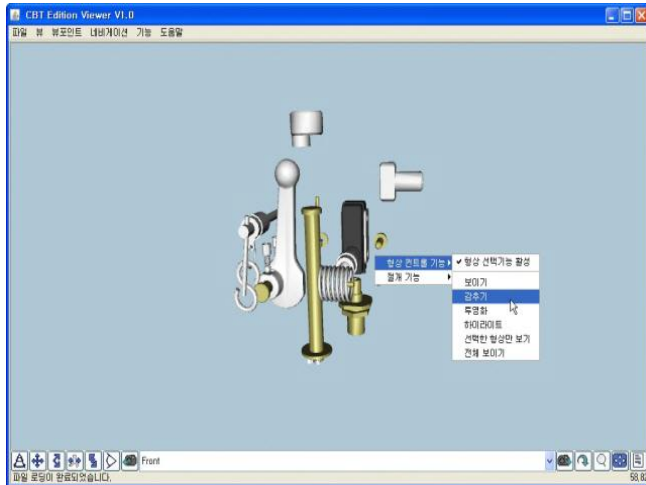 CBT Edition Viewer V1.0
파일 뷰 뷰포인트 네비게이션 기능 도움말
형상 컨트롤 기능
절개 기능
형상 선택기능 활성
보이기
감추기
투영화
하이라이트
선택한 형상만 보기
전체 보이기
Front
파일 로딩이 완료되었습니다.